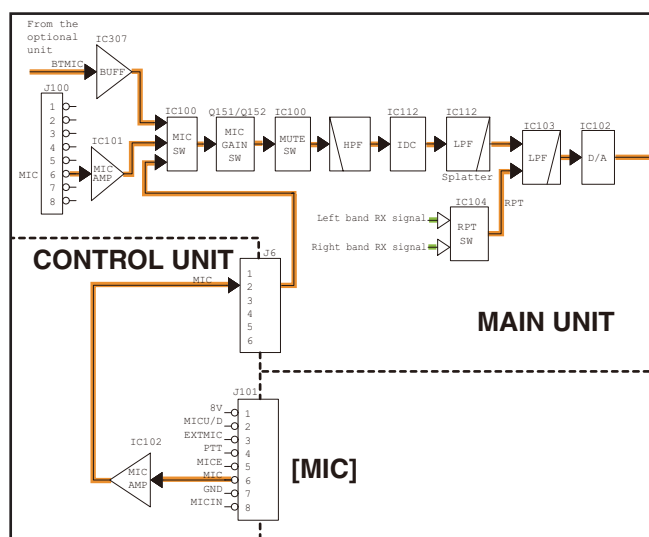 From the
optional
unit
IC307
BTMIC
BUFF
J100
1
2
3
4
5
6
7
8
MIC
IC101
MIC
AMP
IC100
MIC
SW
Q151/Q152
MIC
GAIN
SW
IC100
MUTE
SW
HPF
IC112
IDC
IC112
LPF
Splatter
IC103
LPF
IC102
D/A
IC104
RPT
SW
RPT
Left band RX signal
Right band RX signal
CONTROL UNIT
MAIN UNIT
J6
MIC
1
2
3
4
5
6
J101
8V
1
MICU/D
2
EXTMIC
3
PTT
4
MICE
5
MIC
6
GND
7
MICIN
8
IC102
MIC
AMP
[MIC]